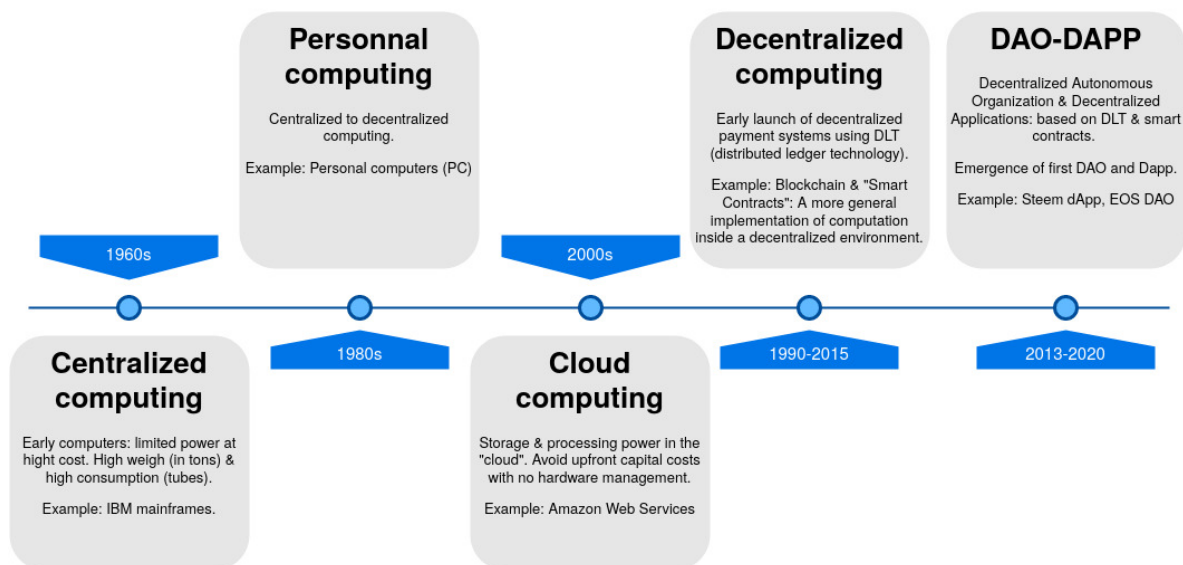 Personnal
computing
Centralized to decentralized
computing.
Example: Personal computers (PC)
Decentralized
computing
Early launch of decentralized
payment systems using DLT
(distributed ledger technology).
Example: Blockchain & "Smart
Contracts": A more general
implementation of computation
inside a decentralized environment.
DAO-DAPP
Decentralized Autonomous
Organization & Decentralized
Applications: based on DLT & smart
contracts.
Emergence of first DAO and Dapp.
Example: Steem dApp, EOS DAO
1960s
2000s
1980s
1990-2015
2013-2020
Centralized
computing
Early computers: limited power at
hight cost. High weigh (in tons) &
high consumption (tubes).
Example: IBM mainframes.
Cloud
computing
Storage & processing power in the
"cloud". Avoid upfront capital costs
with no hardware management.
Example: Amazon Web Services